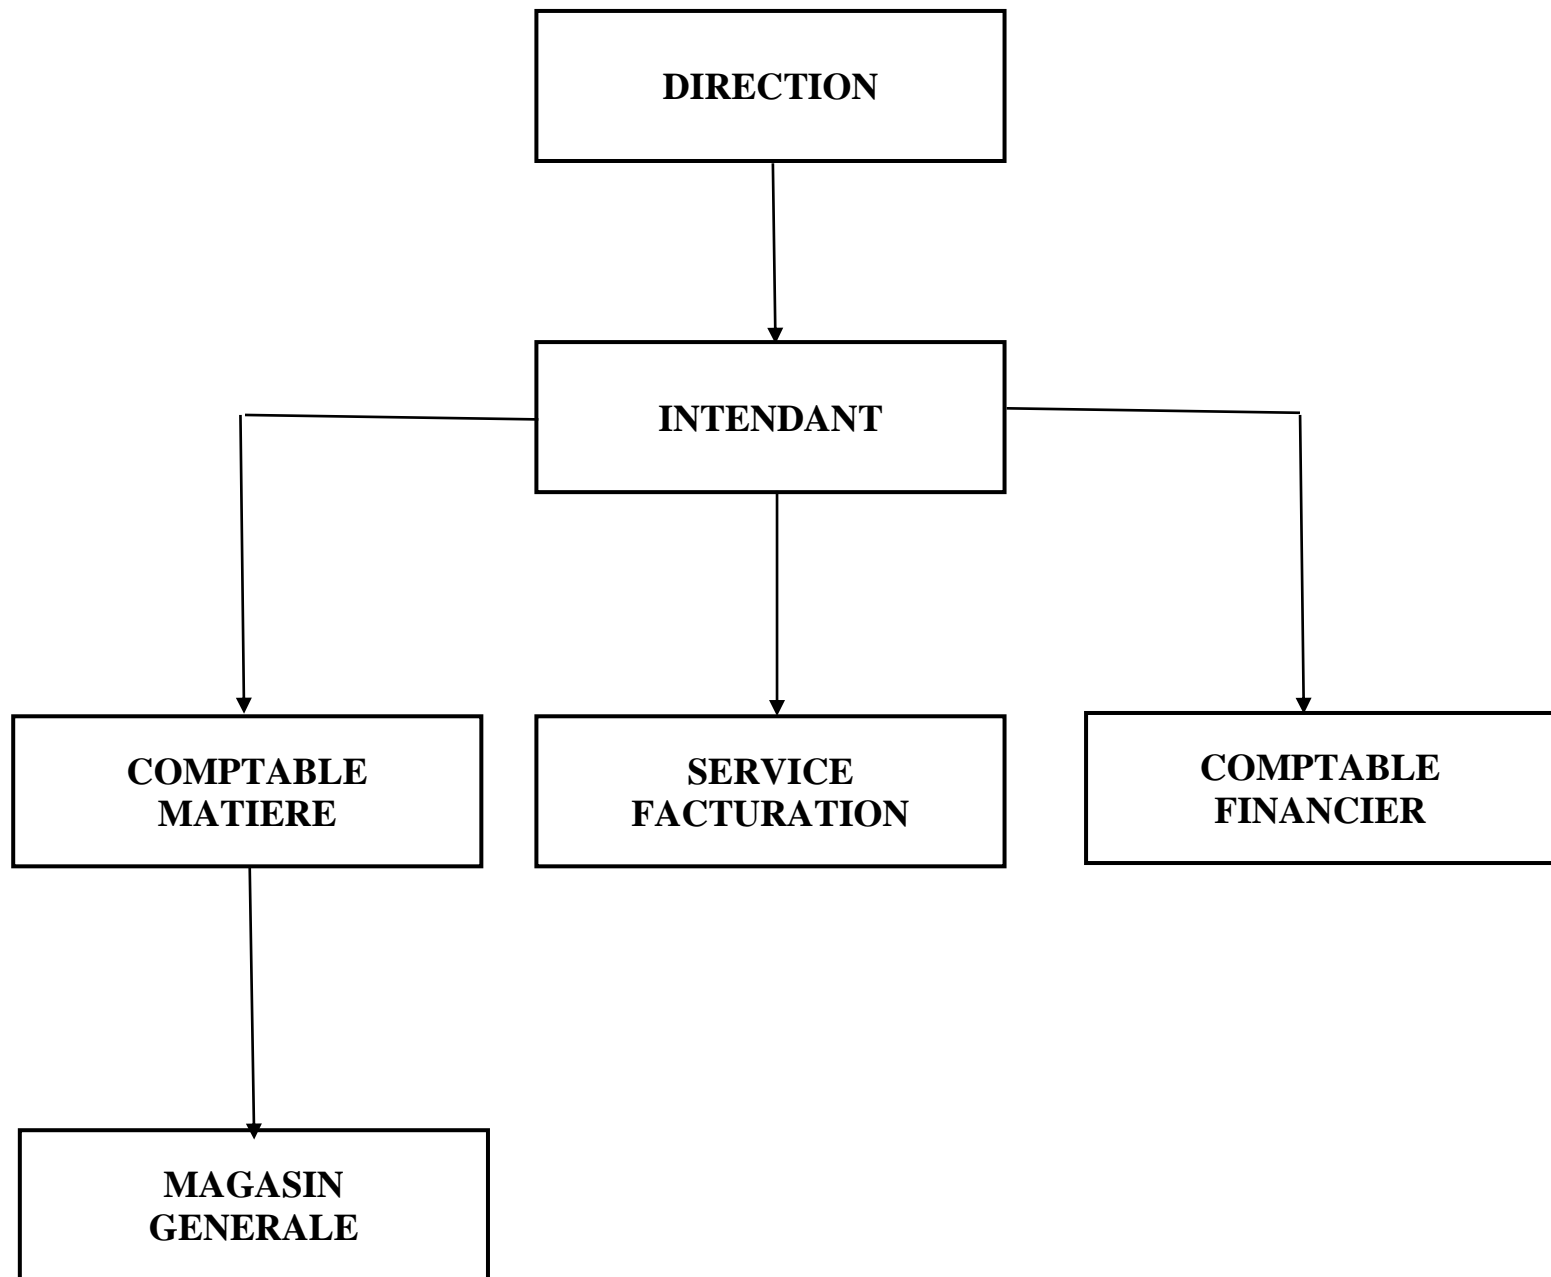 DIRECTION
INTENDANT
COMPTABLE
MATIERE
SERVICE
FACTURATION
COMPTABLE
FINANCIER
MAGASIN
GENERALE